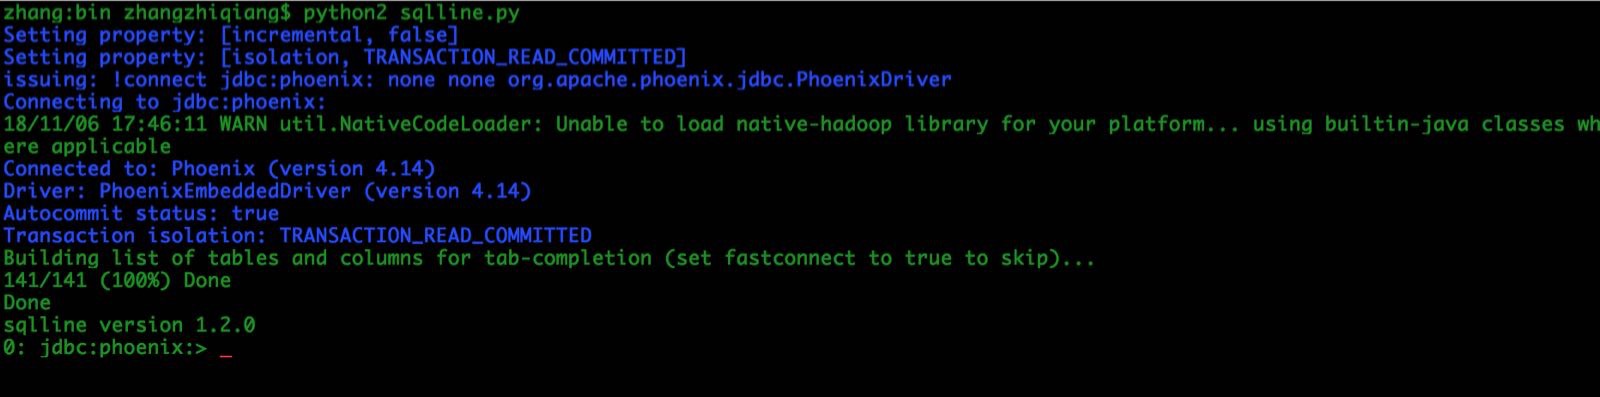 zhang:bin zhangzhiqiang$ python2 sqlline.py
Setting property: [incremental, false]
Setting property: [isolation, TRANSACTION_READ_COMMITTED]
issuing: !connect jdbc:phoenix: none none org.apache.phoenix.jdbc.PhoenixDriver
Connecting to jdbc:phoenix:
18/11/06 17:46:11 WARN util.NativeCodeLoader: Unable to load native-hadoop library for your platform... using builtin-java classes wh
ere applicable
Connected to: Phoenix (version 4.14)
Driver: PhoenixEmbeddedDriver (version 4.14)
Autocommit status: true
Transaction isolation: TRANSACTION_READ_COMMITTED
Building list of tables and columns for tab-completion (set fastconnect to true to skip)...
141/141 (100%) Done
Done
sqlline version 1.2.0
0: jdbc:phoenix:> _